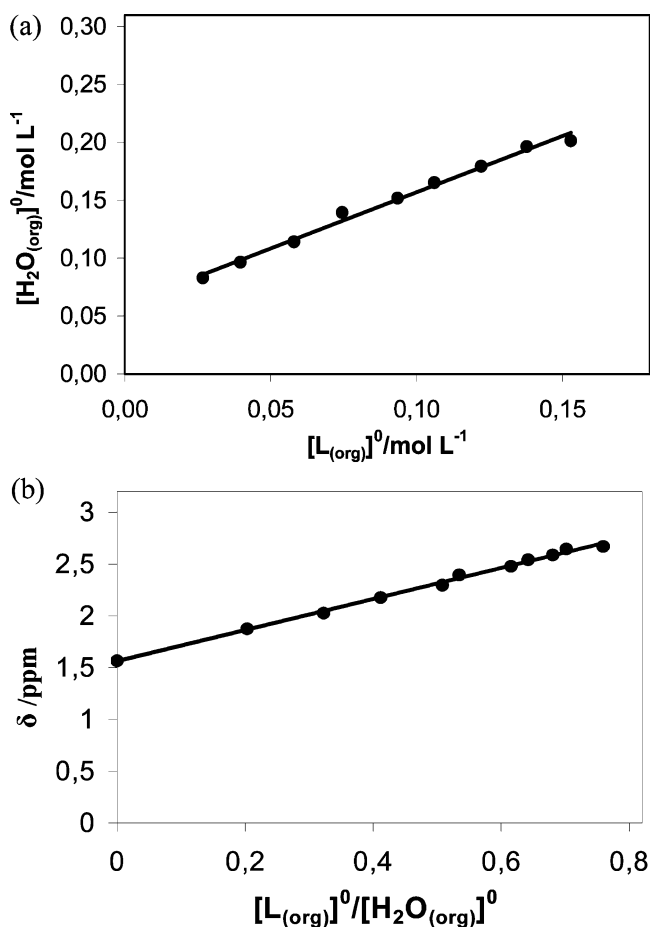 (a)
0,30
0,25
0,20
0,15
0,10
0,05
0,00
[H₂O₍org₎]⁰/mol L⁻¹
0,00 0,05 0,10 0,15
[L₍org₎]⁰/mol L⁻¹
(b)
3
2,5
2
1,5
1
0,5
0
δ /ppm
0 0,2 0,4 0,6 0,8
[L₍org₎]⁰/[H₂O₍org₎]⁰